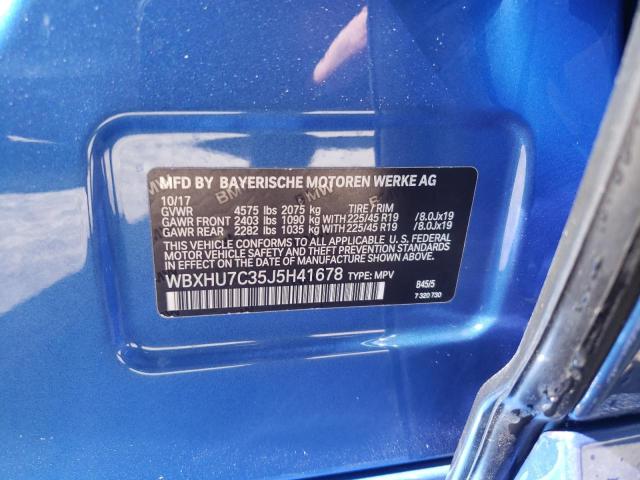 MFD BY BAYERISCHE MOTOREN WERKE AG
10/17
GVWR 4575 lbs 2075 kg TIRE/RIM
GAWR FRONT 2403 lbs 1090 kg WITH 225/45 R19 /8.0Jx19
GAWR REAR 2282 lbs 1035 kg WITH 225/45 R19 /8.0Jx19
THIS VEHICLE CONFORMS TO ALL APPLICABLE U. S. FEDERAL
MOTOR VEHICLE SAFETY, BUMPER, AND THEFT PREVENTION
STANDARDS IN EFFECT ON THE DATE OF MANUFACTURE SHOWN ABOVE.
WBXHU7C35J5H41678 TYPE: MPV B45/5
7 320 730